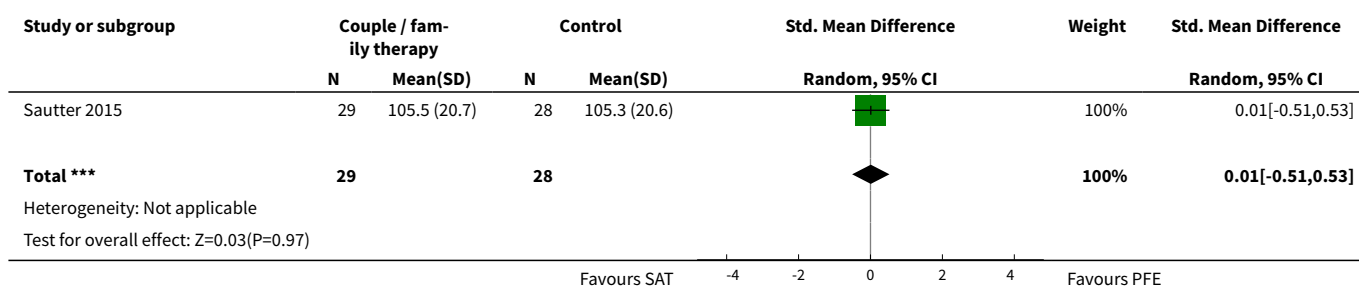 Study or subgroup Couple / fam- Control Std. Mean Difference Weight Std. Mean Difference
ily therapy
N Mean(SD) N Mean(SD) Random, 95% CI Random, 95% CI
Sautter 2015 29 105.5 (20.7) 28 105.3 (20.6) 100% 0.01[-0.51,0.53]
Total *** 29 28 100% 0.01[-0.51,0.53]
Heterogeneity: Not applicable
Test for overall effect: Z=0.03(P=0.97)
Favours SAT -4 -2 0 2 4 Favours PFE